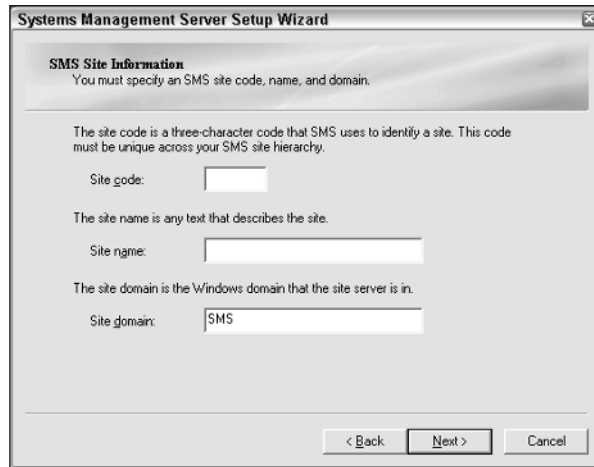 Systems Management Server Setup Wizard
SMS Site Information
You must specify an SMS site code, name, and domain.
The site code is a three-character code that SMS uses to identify a site. This code
must be unique across your SMS site hierarchy.
Site code:
The site name is any text that describes the site.
Site name:
The site domain is the Windows domain that the site server is in.
Site domain: SMS
< Back Next > Cancel